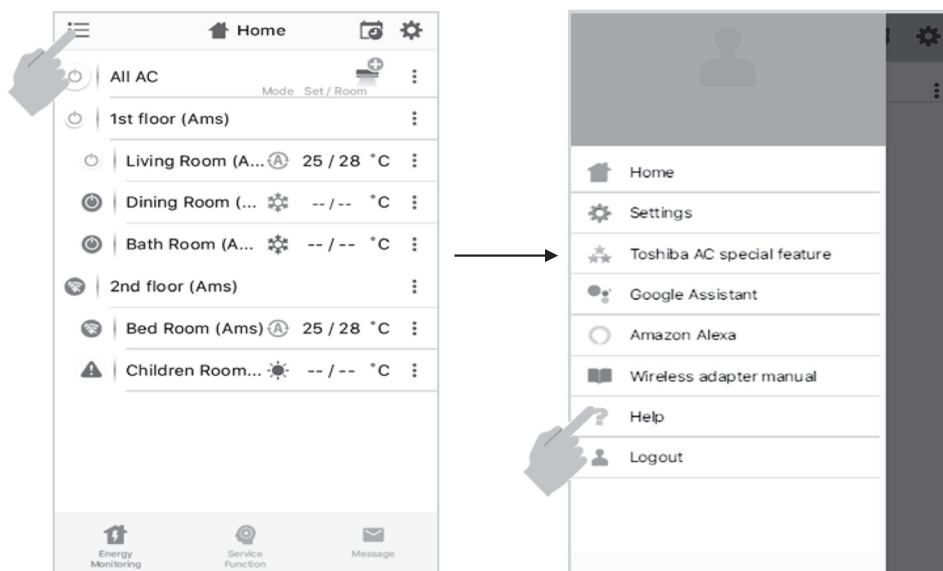 Home
All AC
Mode Set / Room
1st floor (Ams)
Living Room (A... A 25 / 28 °C
Dining Room (... -- / -- °C
Bath Room (A... -- / -- °C
2nd floor (Ams)
Bed Room (Ams) A 25 / 28 °C
Children Room... -- / -- °C
Energy
Monitoring
Service
Function
Message
Home
Settings
Toshiba AC special feature
Google Assistant
Amazon Alexa
Wireless adapter manual
? Help
Logout